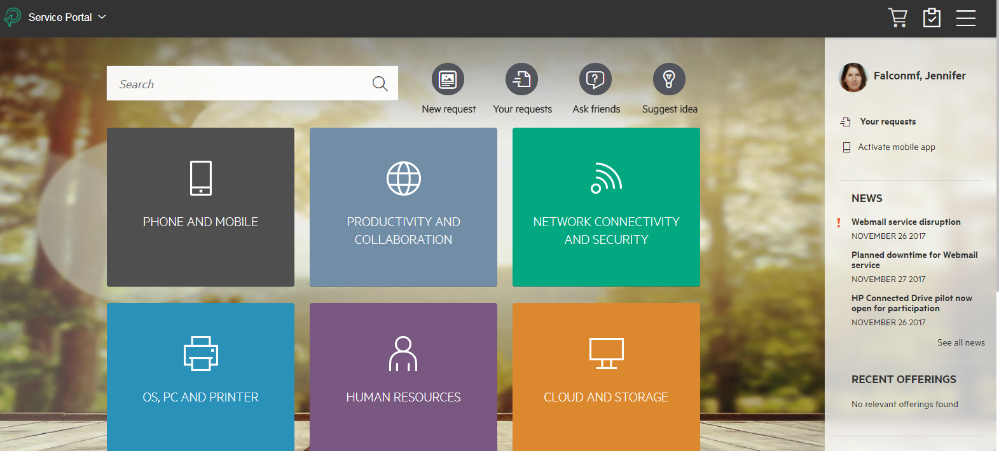 Service Portal
Search
New request
Your requests
Ask friends
Suggest idea
PHONE AND MOBILE
PRODUCTIVITY AND
COLLABORATION
NETWORK CONNECTIVITY
AND SECURITY
OS, PC AND PRINTER
HUMAN RESOURCES
CLOUD AND STORAGE
Falconmf, Jennifer
Your requests
Activate mobile app
NEWS
Webmail service disruption
NOVEMBER 26 2017
Planned downtime for Webmail
service
NOVEMBER 27 2017
HP Connected Drive pilot now
open for participation
NOVEMBER 26 2017
See all news
RECENT OFFERINGS
No relevant offerings found